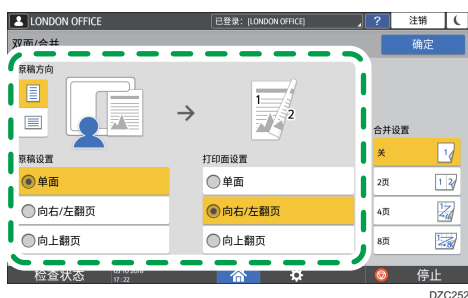 LONDON OFFICE
已登录: [LONDON OFFICE]
?
注销
双面/合并
确定
原稿方向
1
2
合并设置
原稿设置
打印面设置
关
单面
单面
2页
向右/左翻页
向右/左翻页
4页
向上翻页
向上翻页
8页
检查状态
17:22
停止
DZC252